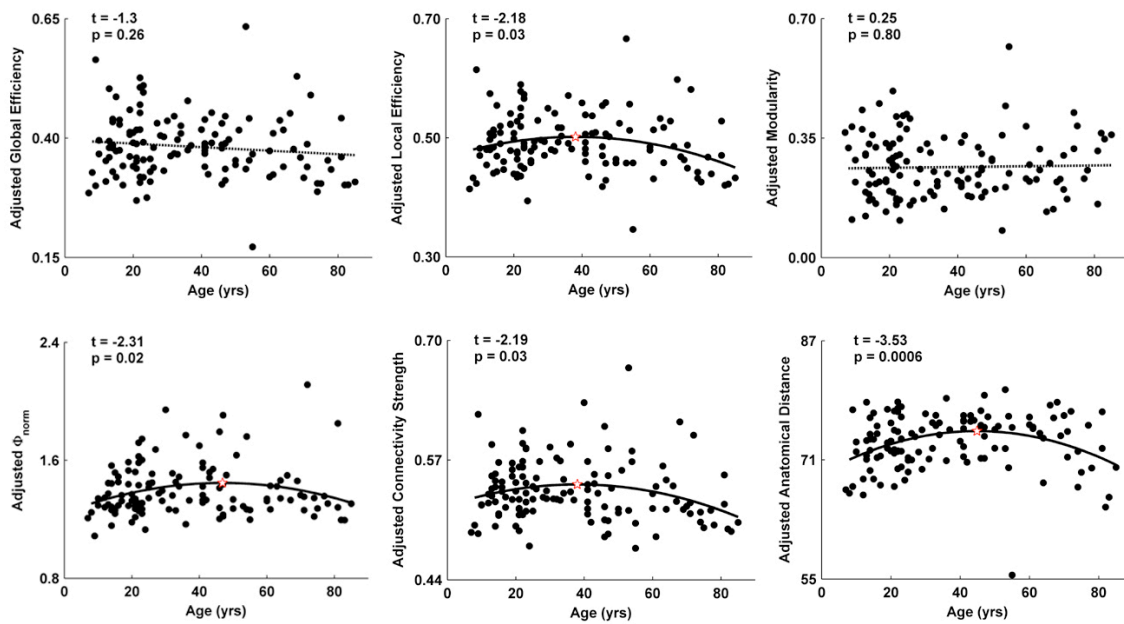 t = -1.3
p = 0.26
Adjusted Global Efficiency
0.65
0.40
0.15
0 20 40 60 80
Age (yrs)
t = -2.18
p = 0.03
Adjusted Local Efficiency
0.70
0.50
0.30
0 20 40 60 80
Age (yrs)
t = 0.25
p = 0.80
Adjusted Modularity
0.70
0.35
0.00
0 20 40 60 80
Age (yrs)
t = -2.31
p = 0.02
Adjusted Φnorm
2.4
1.6
0.8
0 20 40 60 80
Age (yrs)
t = -2.19
p = 0.03
Adjusted Connectivity Strength
0.70
0.57
0.44
0 20 40 60 80
Age (yrs)
t = -3.53
p = 0.0006
Adjusted Anatomical Distance
87
71
55
0 20 40 60 80
Age (yrs)